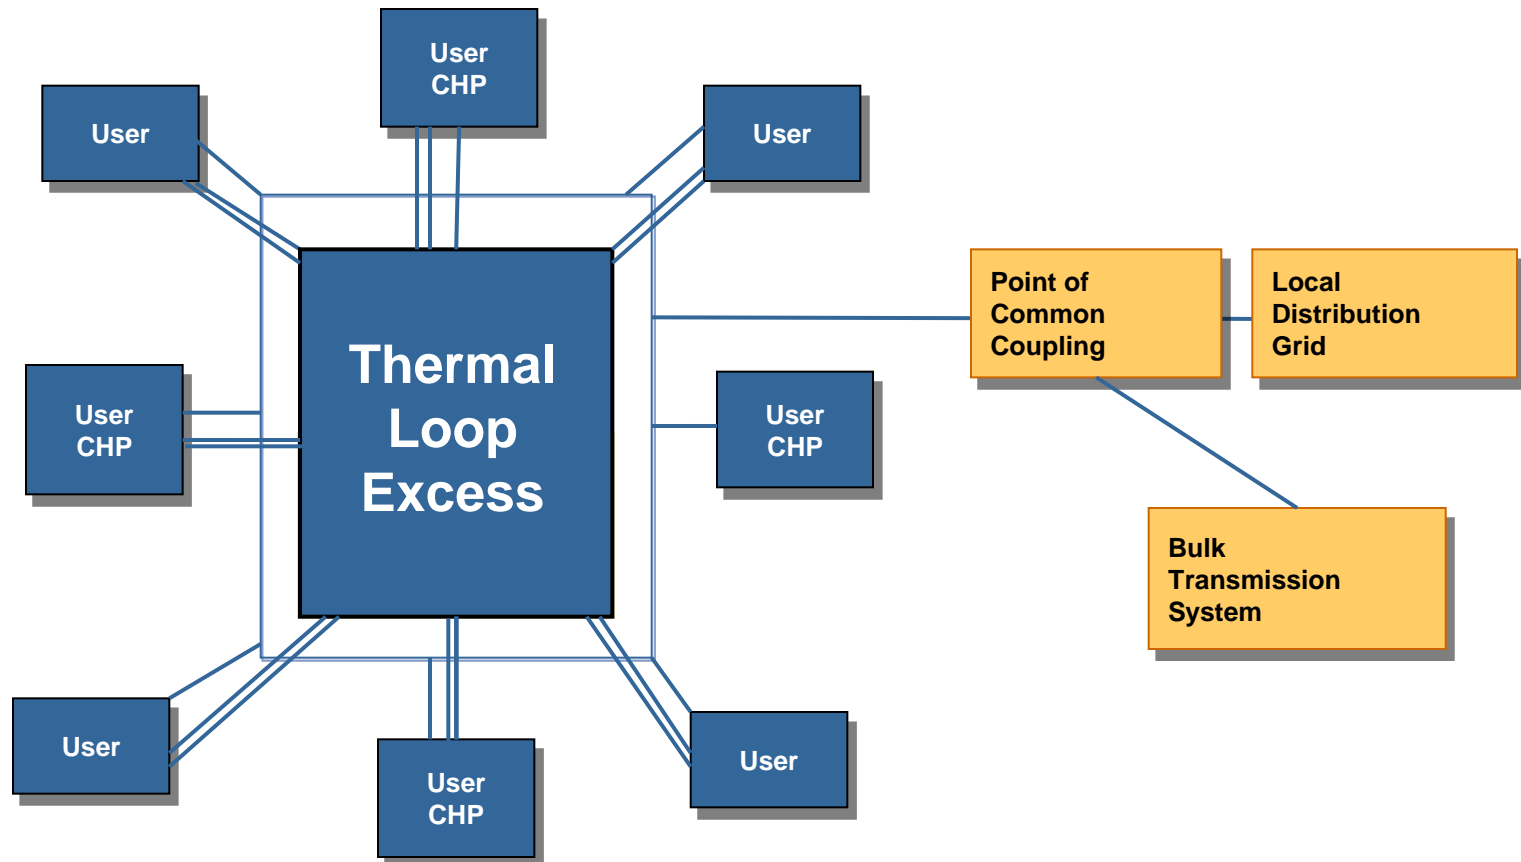 User
CHP
User
User
Thermal
Loop
Excess
Point of
Common
Coupling
Local
Distribution
Grid
User
CHP
User
CHP
Bulk
Transmission
System
User
User
CHP
User